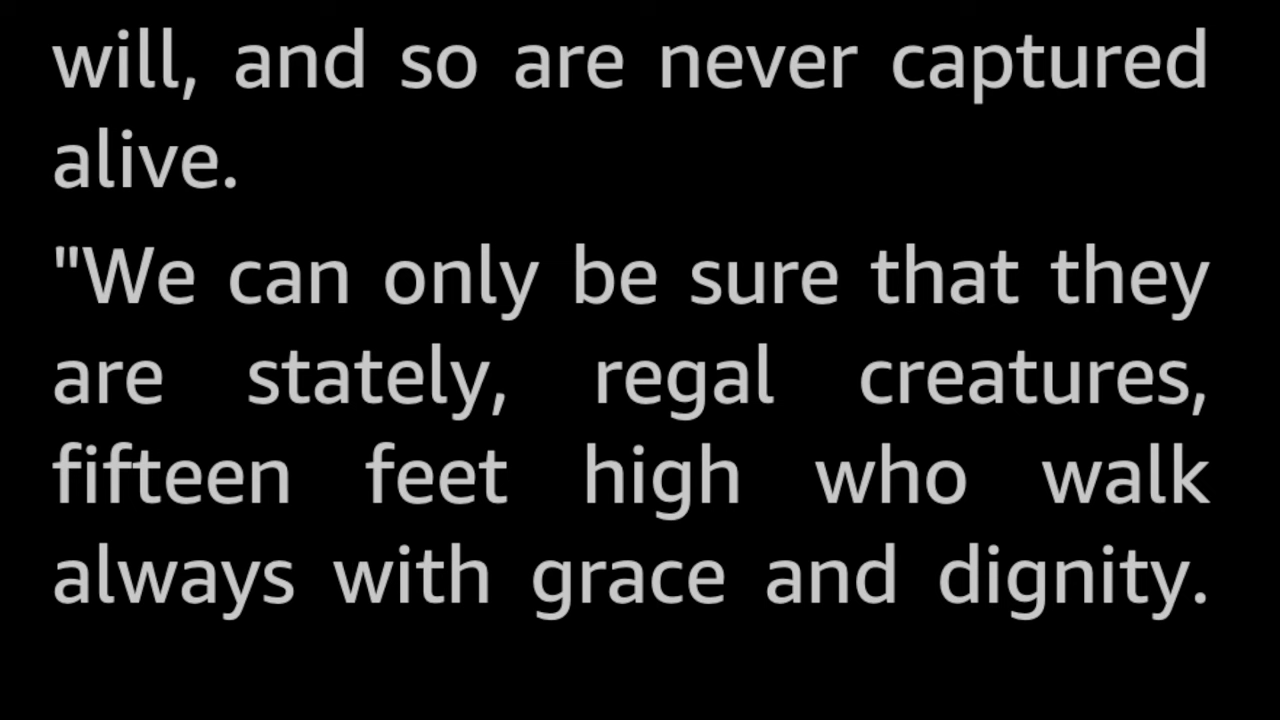 will, and so are never captured
alive.
"We can only be sure that they
are stately, regal creatures,
fifteen feet high who walk
always with grace and dignity.